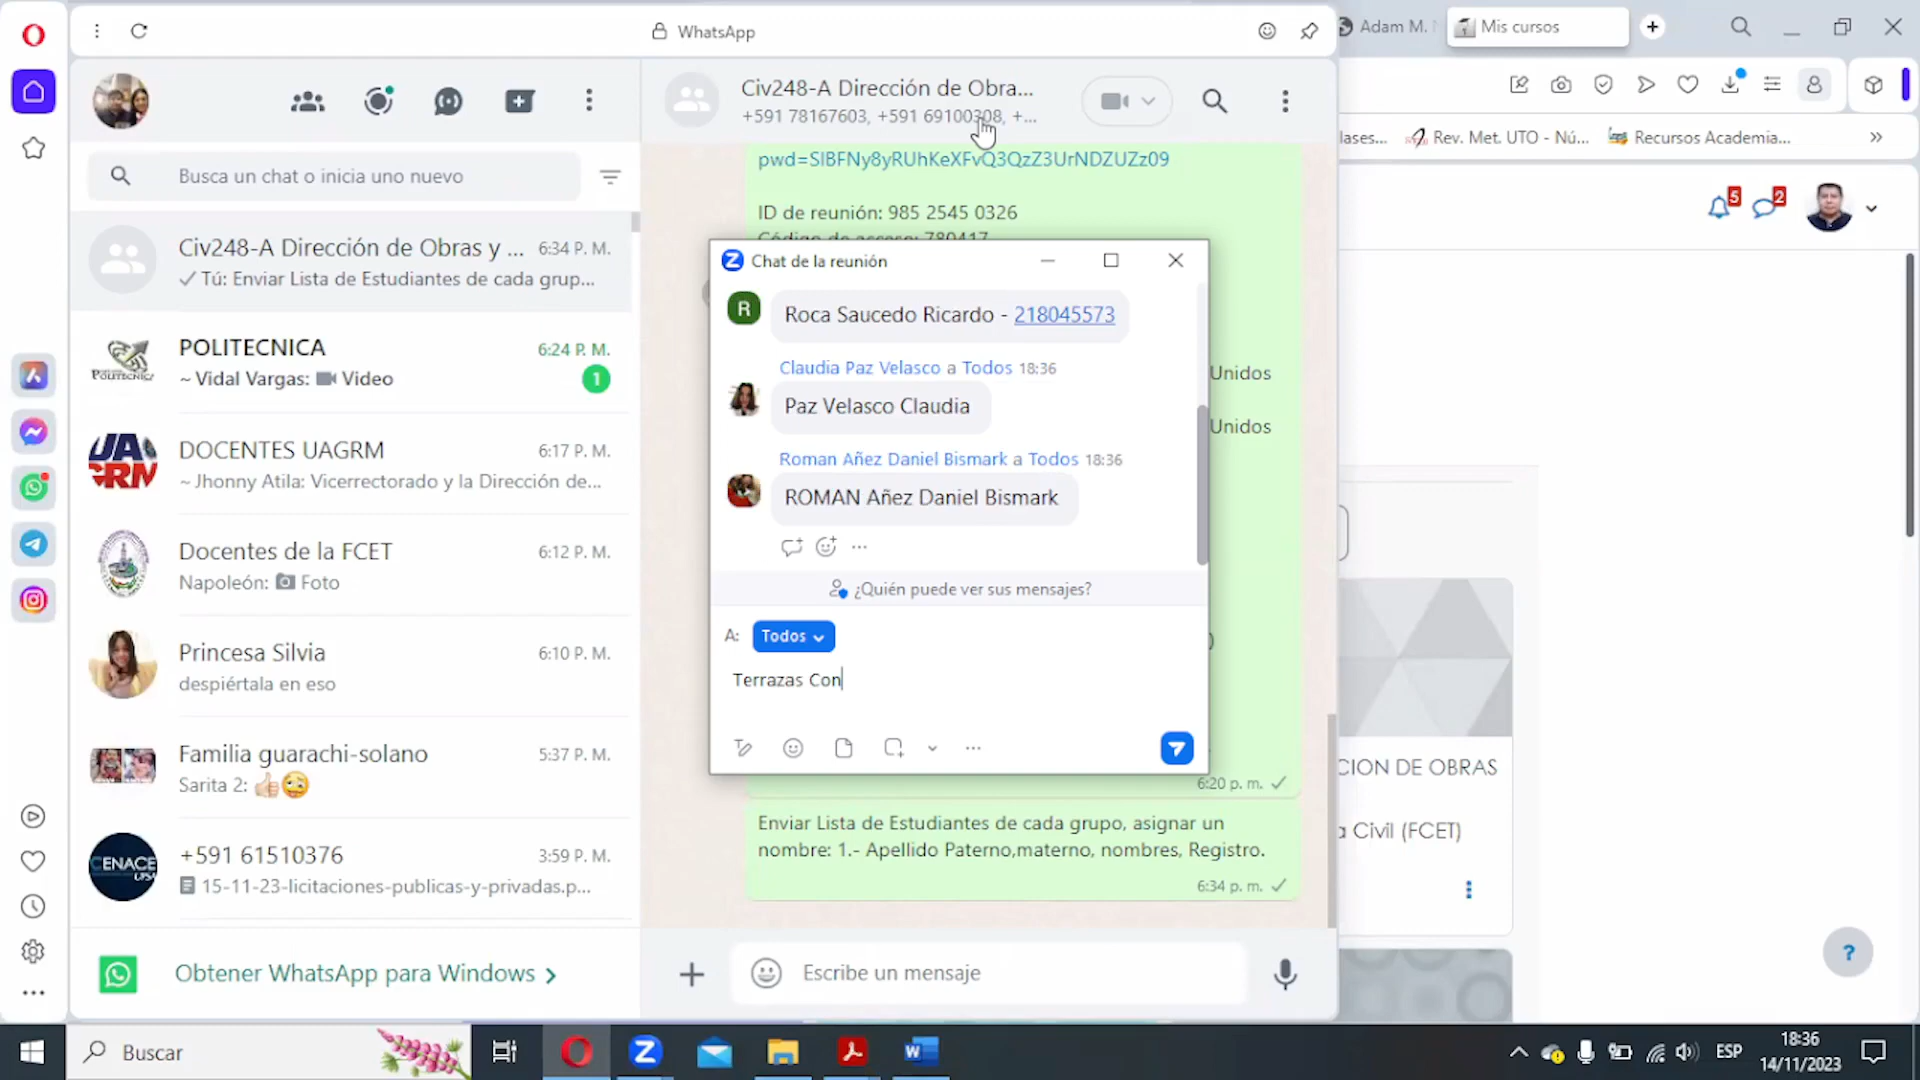 WhatsApp
Adam M.
Mis cursos
Civ248-A Dirección de Obra...
+591 78167603, +591 69100308, +...
Busca un chat o inicia uno nuevo
Civ248-A Dirección de Obras y ... 6:34 P. M.
Tú: Enviar Lista de Estudiantes de cada grup...
POLITECNICA 6:24 P. M.
~ Vidal Vargas: Video 1
DOCENTES UAGRM 6:17 P. M.
~ Jhonny Atila: Vicerrectorado y la Dirección de...
Docentes de la FCET 6:12 P. M.
Napoleón: Foto
Princesa Silvia 6:10 P. M.
despiértala en eso
Familia guarachi-solano 5:37 P. M.
Sarita 2: 👍😜
+591 61510376 3:59 P. M.
15-11-23-licitaciones-publicas-y-privadas.p...
Obtener WhatsApp para Windows
pwd=SlBFNy8yRUhKeXFvQ3QzZ3UrNDZUZz09
ID de reunión: 985 2545 0326
Código de acceso: 780417
Chat de la reunión
R
Roca Saucedo Ricardo - 218045573
Claudia Paz Velasco a Todos 18:36
Paz Velasco Claudia
Roman Añez Daniel Bismark a Todos 18:36
ROMAN Añez Daniel Bismark
¿Quién puede ver sus mensajes?
A: Todos
Terrazas Con
Unidos
Unidos
6:20 p. m.
Enviar Lista de Estudiantes de cada grupo, asignar un
nombre: 1.- Apellido Paterno,materno, nombres, Registro.
6:34 p. m.
Escribe un mensaje
lases...
Rev. Met. UTO - Nú...
Recursos Academia...
5
2
CION DE OBRAS
a Civil (FCET)
?
Buscar
ESP
18:36
14/11/2023